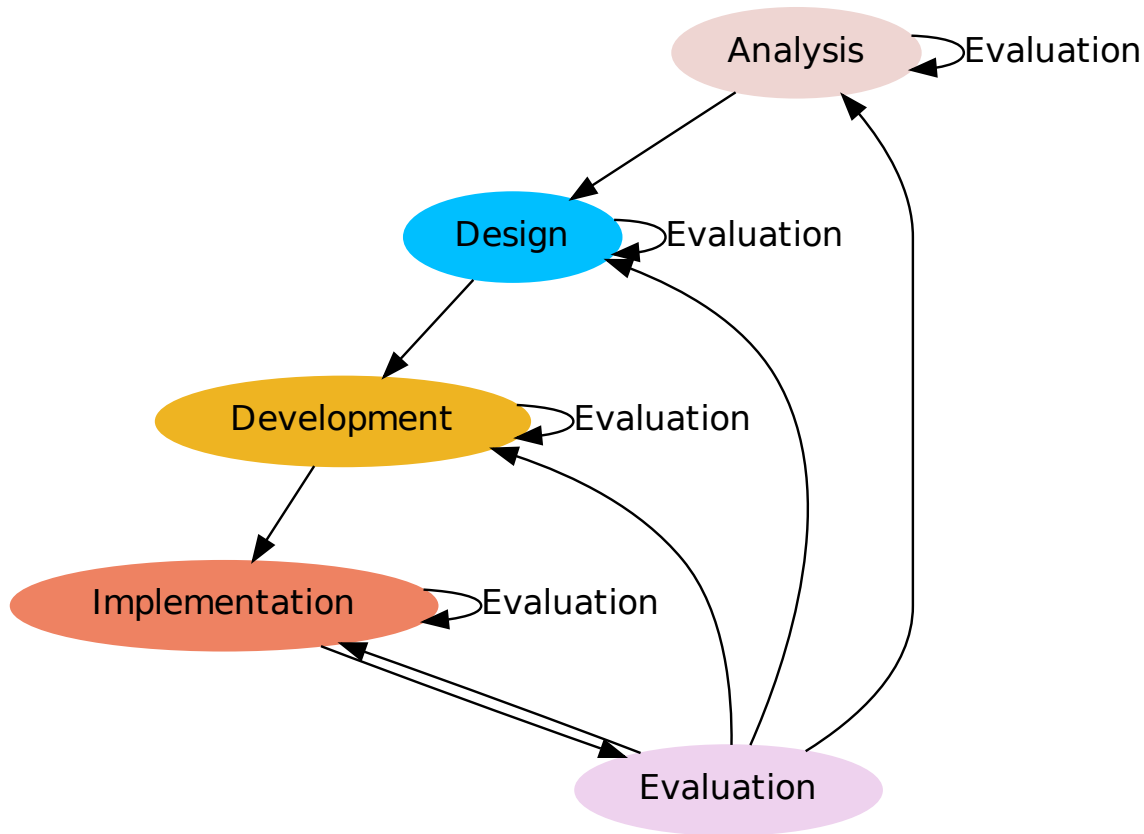 Analysis
Evaluation
Design
Evaluation
Development
Evaluation
Implementation
Evaluation
Evaluation